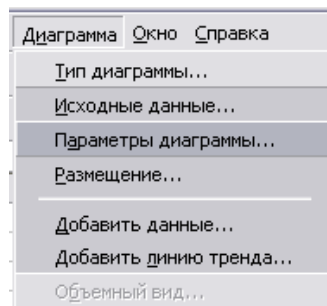 Диаграмма Окно Справка
Тип диаграммы...
Исходные данные...
Параметры диаграммы...
Размещение...
Добавить данные...
Добавить линию тренда...
Объемный вид...